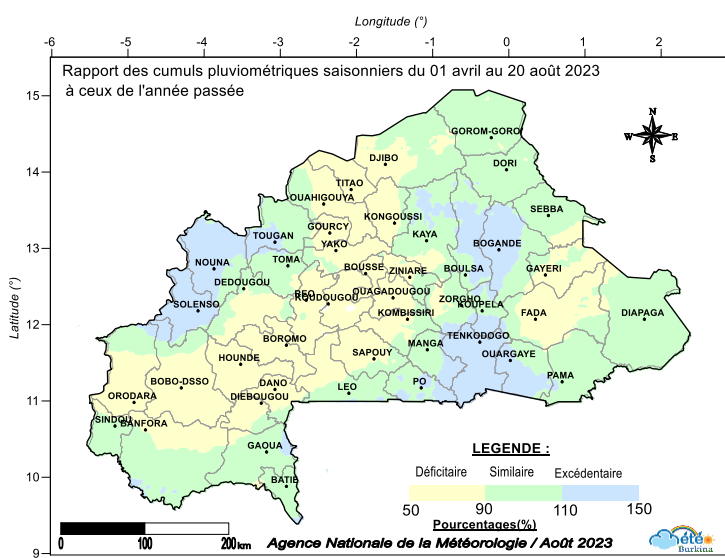 Longitude (°)
-6 -5 -4 -3 -2 -1 0 1 2
Rapport des cumuls pluviométriques saisonniers du 01 avril au 20 août 2023
à ceux de l'année passée
Latitude (°)
15
14
13
12
11
10
9
N
W E
S
GOROM-GORO
DJIBO
DORI
TITAO
OUAHIGOUYA
SEBBA
KONGOUSSI
GOURCY
TOUGAN
KAYA
YAKO
BOGANDE
NOUNA
TOMA
BOUSSE
ZINIARE
BOULSA
GAYERI
DEDOUGOU
REO
KOUDOUGOU
OUAGADOUGOU
SOLENSO
ZORGHO
KOUPELA
KOMBISSIRI
FADA
DIAPAGA
BOROMO
TENKODOGO
MANGA
SAPOUY
OUARGAYE
HOUNDE
BOBO-DSSO
DANO
LEO
PO
PAMA
ORODARA
DIEBOUGOU
SINDOU
BANFORA
GAOUA
BATIE
LEGENDE :
Déficitaire Similaire Excédentaire
50 90 110 150
Pourcentages(%)
0 100 200 km
Agence Nationale de la Météorologie / Août 2023
météo
Burkina